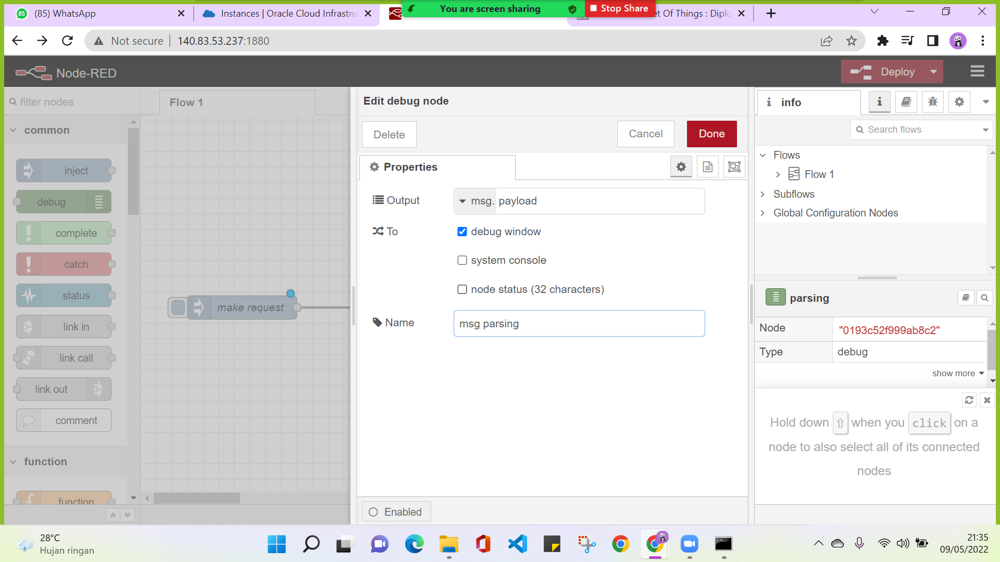 (85) WhatsApp
Instances | Oracle Cloud Infrastru
You are screen sharing
Stop Share
et Of Things : Diplo
Not secure
140.83.53.237:1880
Node-RED
Deploy
filter nodes
Flow 1
Edit debug node
info
common
Delete
Cancel
Done
Search flows
Properties
Flows
inject
Flow 1
debug
Output
msg. payload
Subflows
Global Configuration Nodes
complete
To
debug window
catch
system console
status
node status (32 characters)
parsing
make request
link in
Name
msg parsing
Node
"0193c52f999ab8c2"
link call
Type
debug
show more
link out
comment
Hold down ⇧ when you click on a
node to also select all of its connected
nodes
function
function
Enabled
28°C
Hujan ringan
21:35
09/05/2022